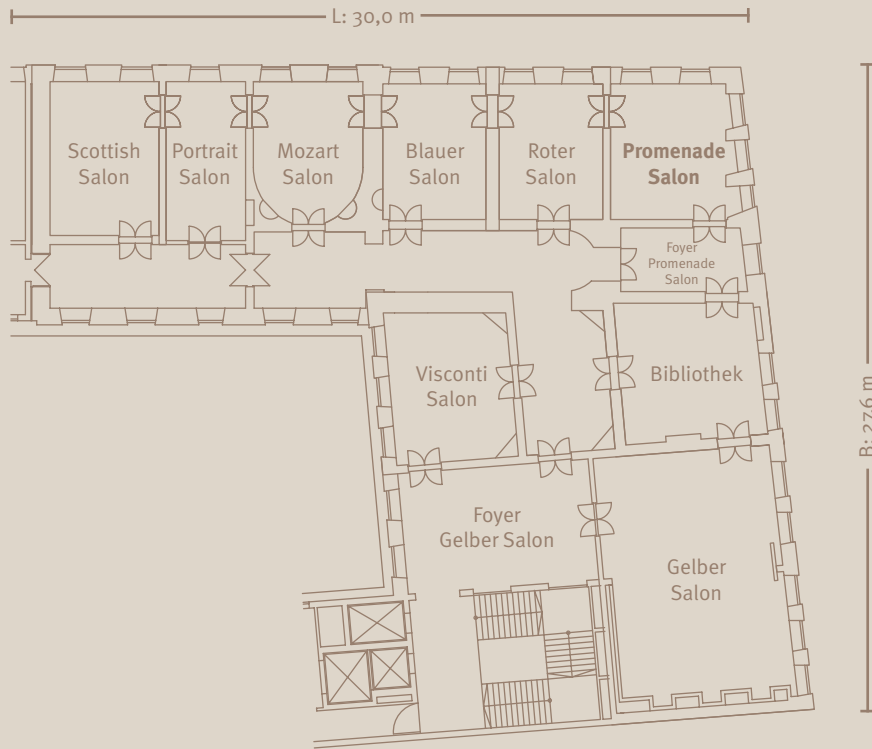 L: 30,0 m
Scottish
Salon
Portrait
Salon
Mozart
Salon
Blauer
Salon
Roter
Salon
Promenade
Salon
Foyer
Promenade
Salon
Visconti
Salon
Bibliothek
B: 27,6 m
Foyer
Gelber Salon
Gelber
Salon